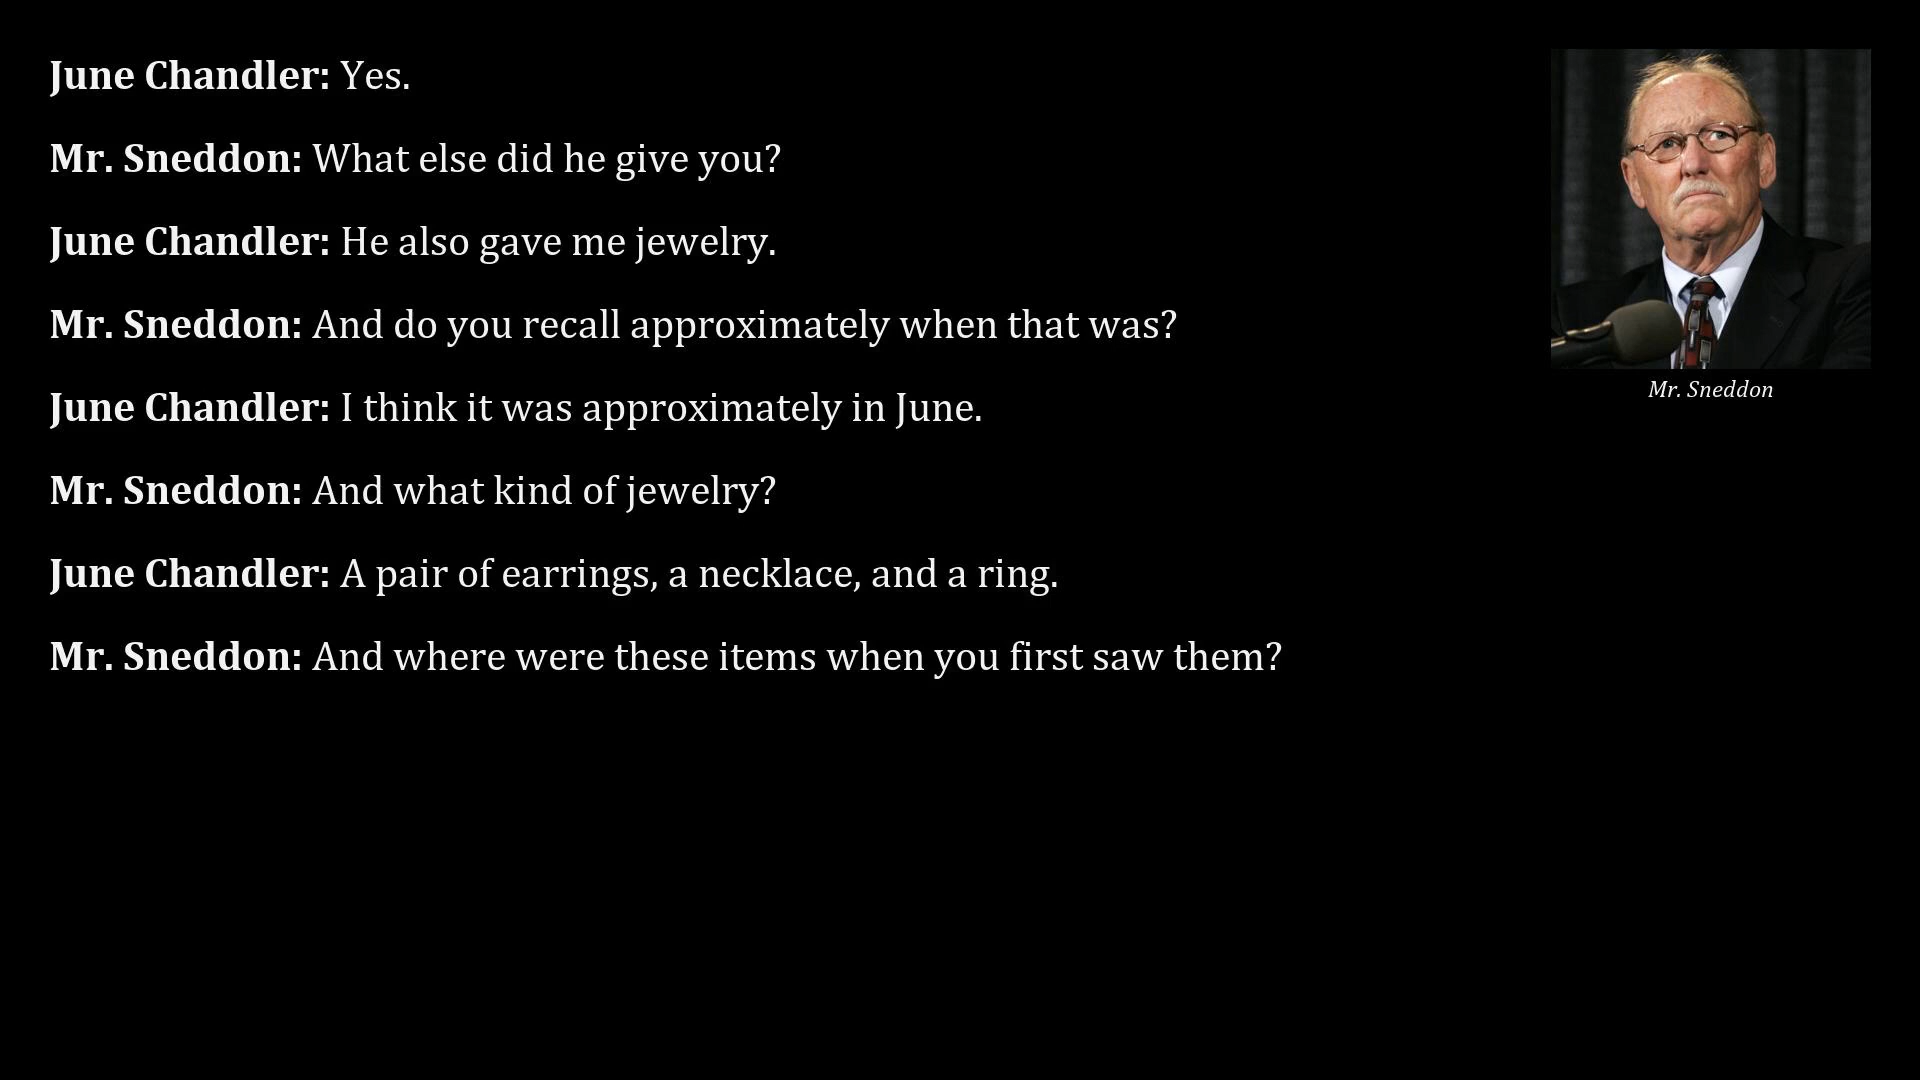 June Chandler: Yes.
Mr. Sneddon: What else did he give you?
June Chandler: He also gave me jewelry.
Mr. Sneddon: And do you recall approximately when that was?
June Chandler: I think it was approximately in June.
Mr. Sneddon: And what kind of jewelry?
June Chandler: A pair of earrings, a necklace, and a ring.
Mr. Sneddon: And where were these items when you first saw them?
Mr. Sneddon